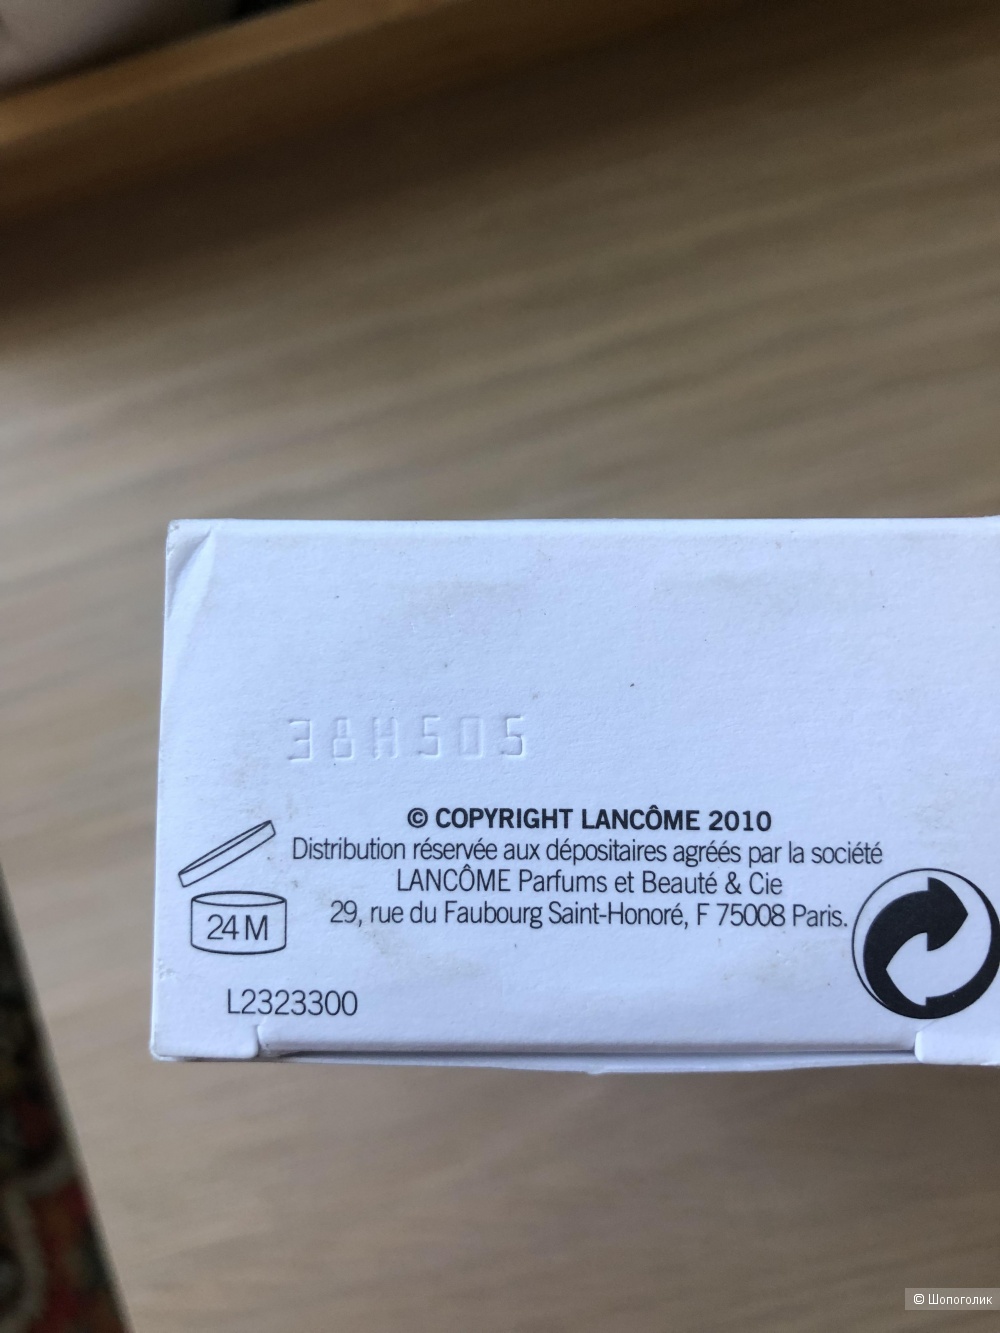 38H505
© COPYRIGHT LANCÔME 2010
Distribution réservée aux dépositaires agréés par la société
LANCÔME Parfums et Beauté & Cie
29, rue du Faubourg Saint-Honoré, F 75008 Paris.
24 M
L2323300
© Шопоголик